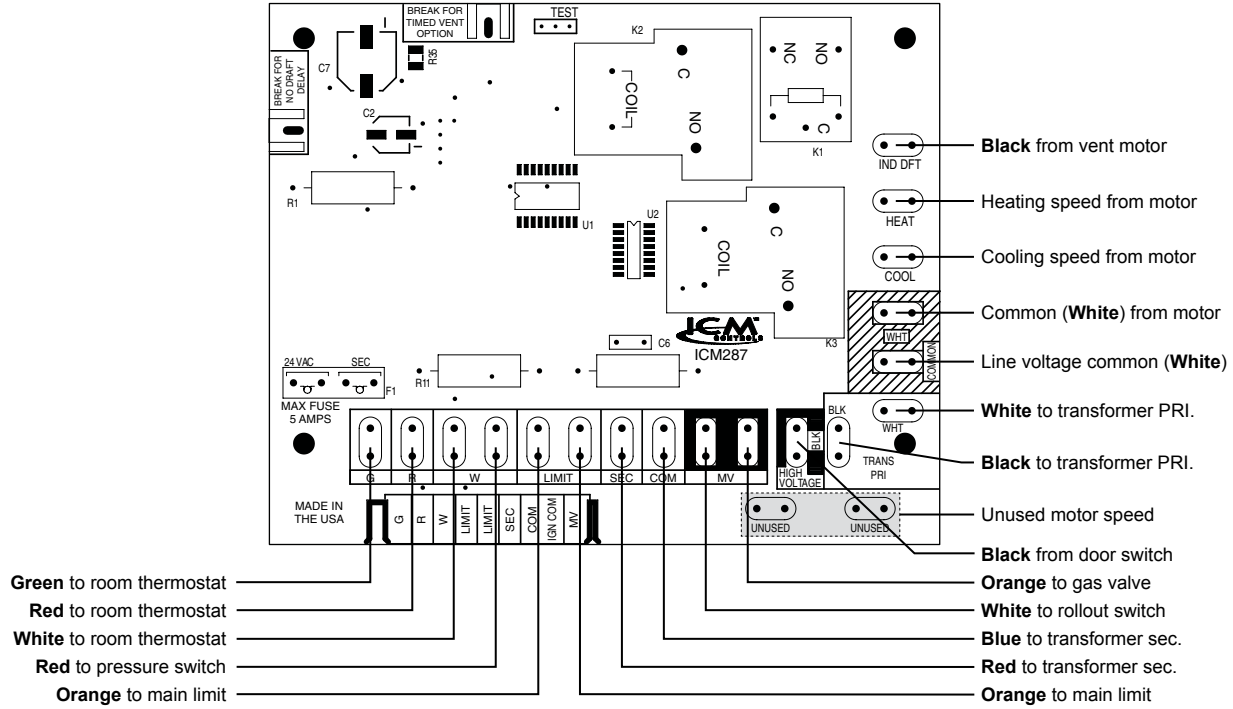 BREAK FOR
TIMED VENT
OPTION
TEST
K2
C7
R35
BREAK FOR
NO DRAFT
DELAY
C
COIL
NO
NC
NO
C
K1
C2
R1
U1
U2
C
COIL
NO
K3
IND DFT
HEAT
COOL
WHT
COMMON
WHT
ICM™
CONTROLS
ICM287
C6
24 VAC
SEC
F1
MAX FUSE
5 AMPS
R11
BLK
BLK
TRANS
PRI
G
R
W
LIMIT
SEC
COM
MV
HIGH
VOLTAGE
MADE IN
THE USA
G
R
W
LIMIT
LIMIT
SEC
COM
IGN COM
MV
UNUSED
UNUSED
Black from vent motor
Heating speed from motor
Cooling speed from motor
Common (White) from motor
Line voltage common (White)
White to transformer PRI.
Black to transformer PRI.
Unused motor speed
Black from door switch
Orange to gas valve
White to rollout switch
Blue to transformer sec.
Red to transformer sec.
Orange to main limit
Green to room thermostat
Red to room thermostat
White to room thermostat
Red to pressure switch
Orange to main limit